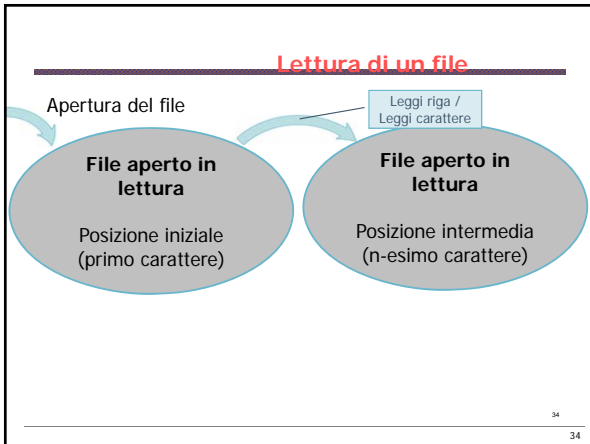 Lettura di un file
Apertura del file
Leggi riga /
Leggi carattere
File aperto in
lettura
Posizione iniziale
(primo carattere)
File aperto in
lettura
Posizione intermedia
(n-esimo carattere)
34
34